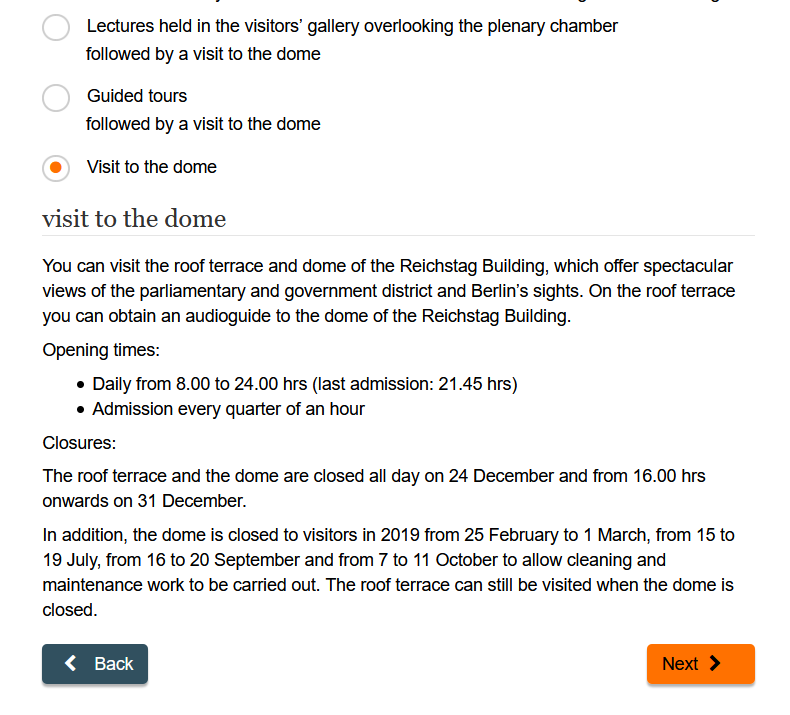 Lectures held in the visitors’ gallery overlooking the plenary chamber
followed by a visit to the dome
Guided tours
followed by a visit to the dome
Visit to the dome
visit to the dome
You can visit the roof terrace and dome of the Reichstag Building, which offer spectacular
views of the parliamentary and government district and Berlin’s sights. On the roof terrace
you can obtain an audioguide to the dome of the Reichstag Building.
Opening times:
Daily from 8.00 to 24.00 hrs (last admission: 21.45 hrs)
Admission every quarter of an hour
Closures:
The roof terrace and the dome are closed all day on 24 December and from 16.00 hrs
onwards on 31 December.
In addition, the dome is closed to visitors in 2019 from 25 February to 1 March, from 15 to
19 July, from 16 to 20 September and from 7 to 11 October to allow cleaning and
maintenance work to be carried out. The roof terrace can still be visited when the dome is
closed.
Back
Next